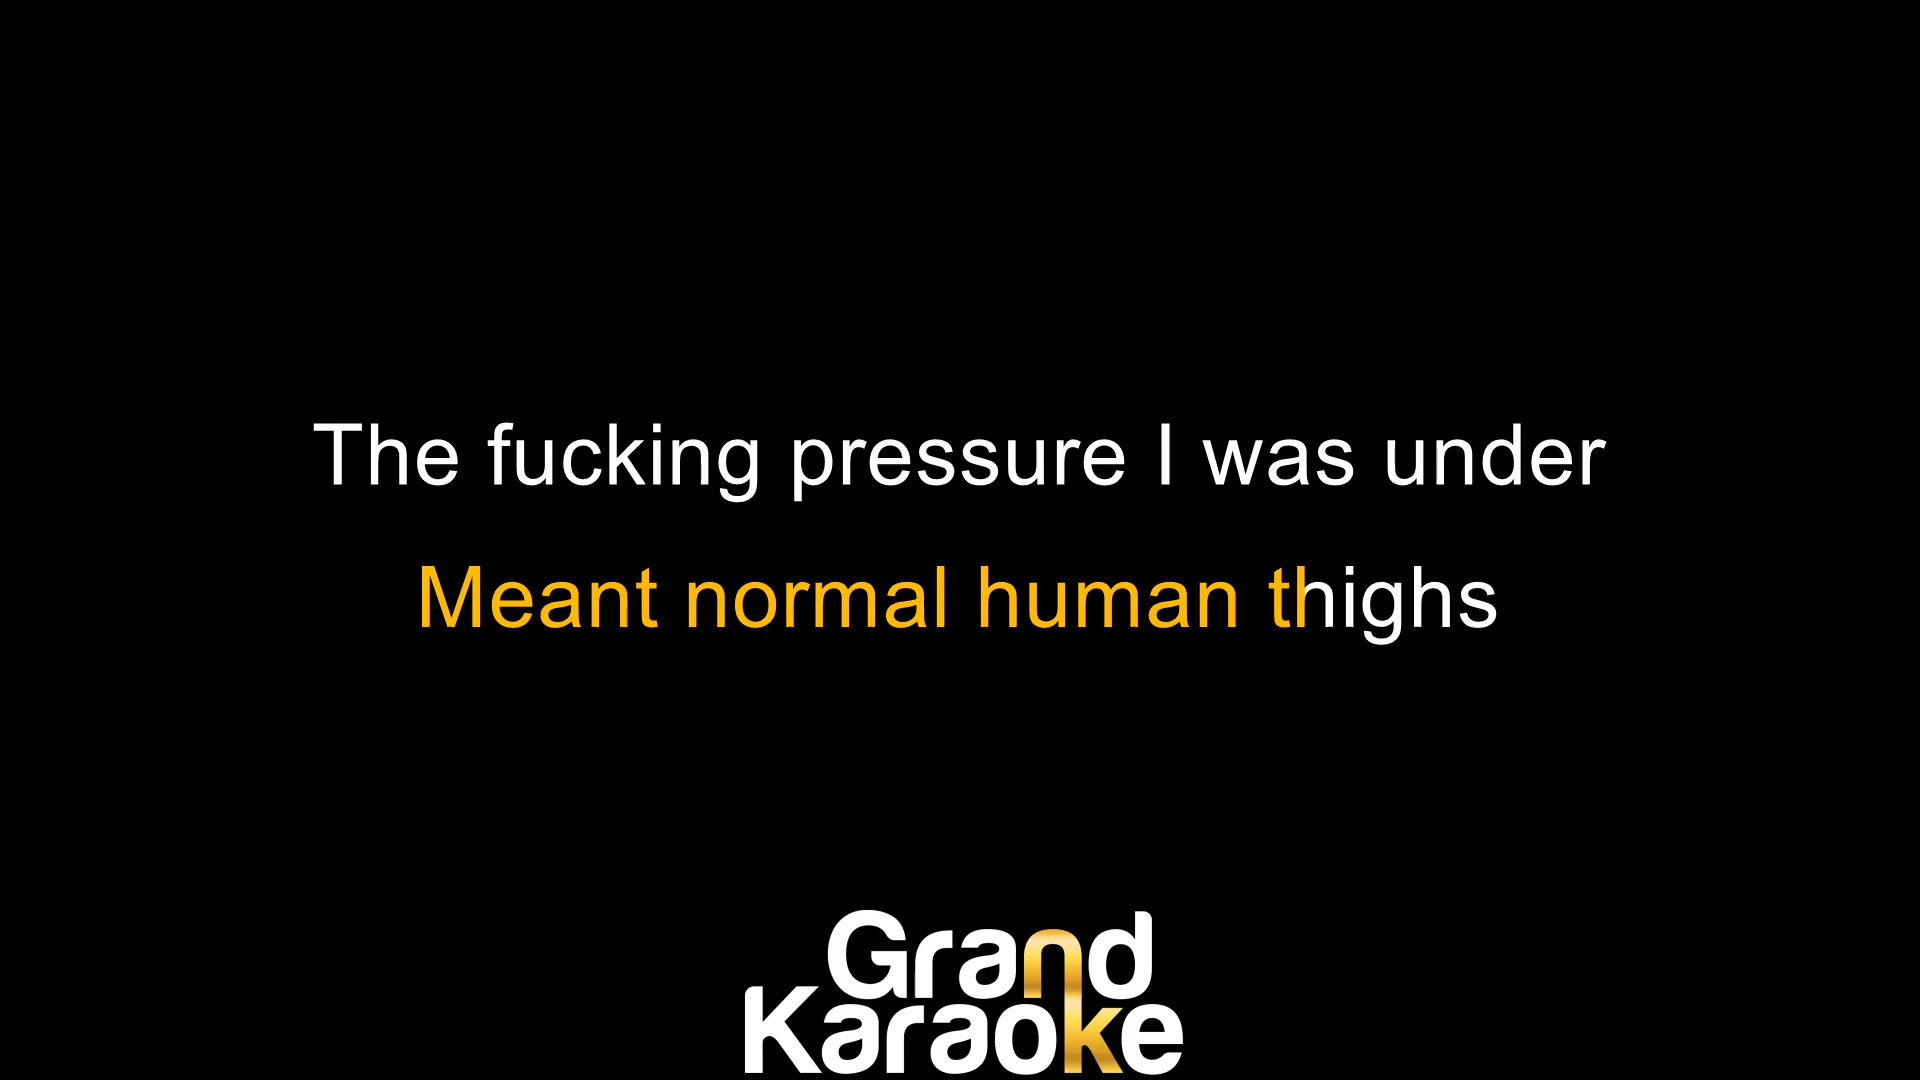 The fucking pressure I was under
Meant normal human thighs
Grand
Karaoke